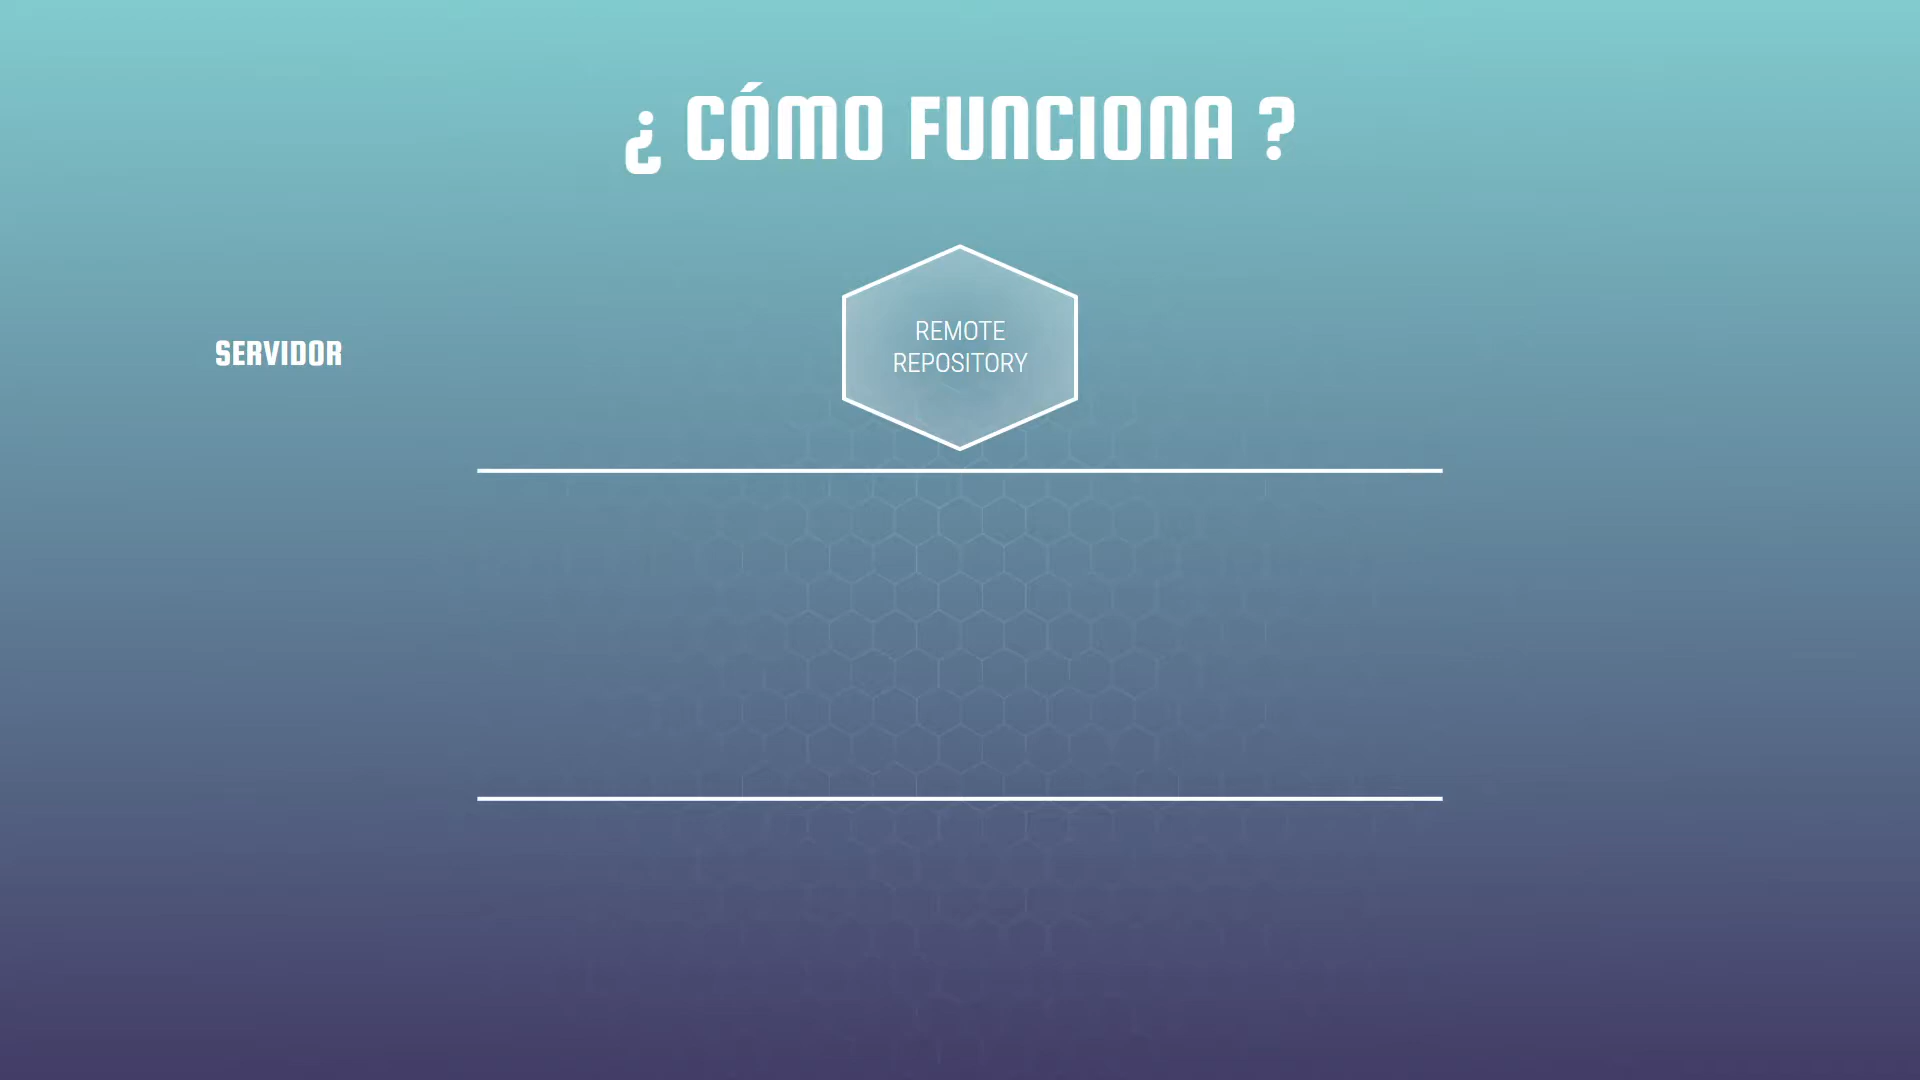 ¿ CÓMO FUNCIONA ?
SERVIDOR
REMOTE
REPOSITORY